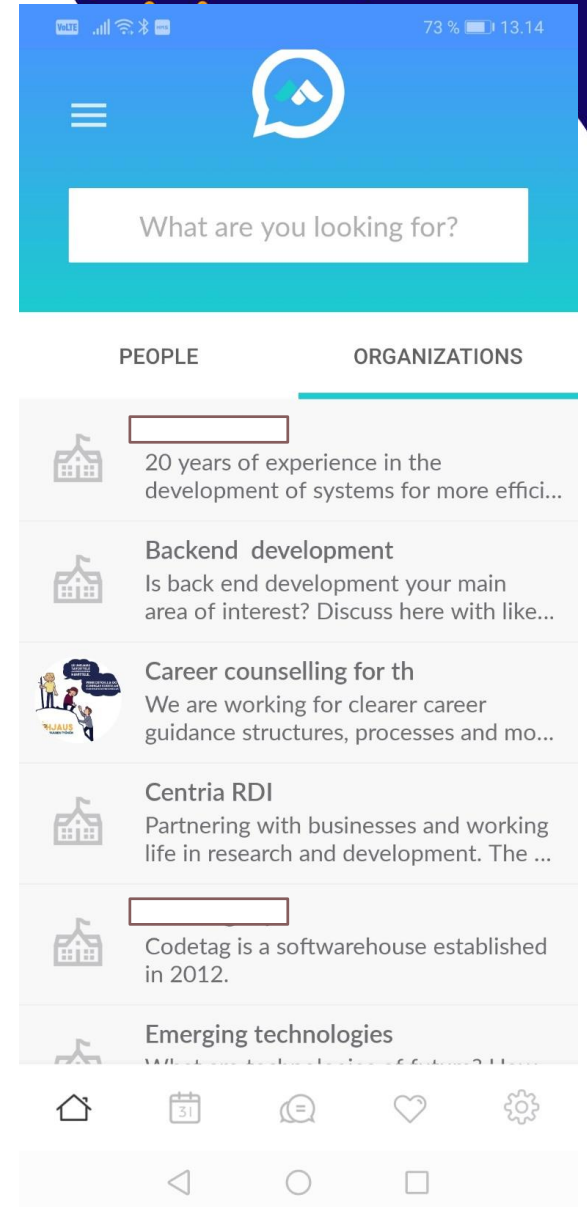 VoLTE
73 % 13.14
What are you looking for?
PEOPLE
ORGANIZATIONS
20 years of experience in the
development of systems for more effici...
Backend development
Is back end development your main
area of interest? Discuss here with like...
Career counselling for th
We are working for clearer career
guidance structures, processes and mo...
Centria RDI
Partnering with businesses and working
life in research and development. The ...
Codetag is a softwarehouse established
in 2012.
Emerging technologies
31